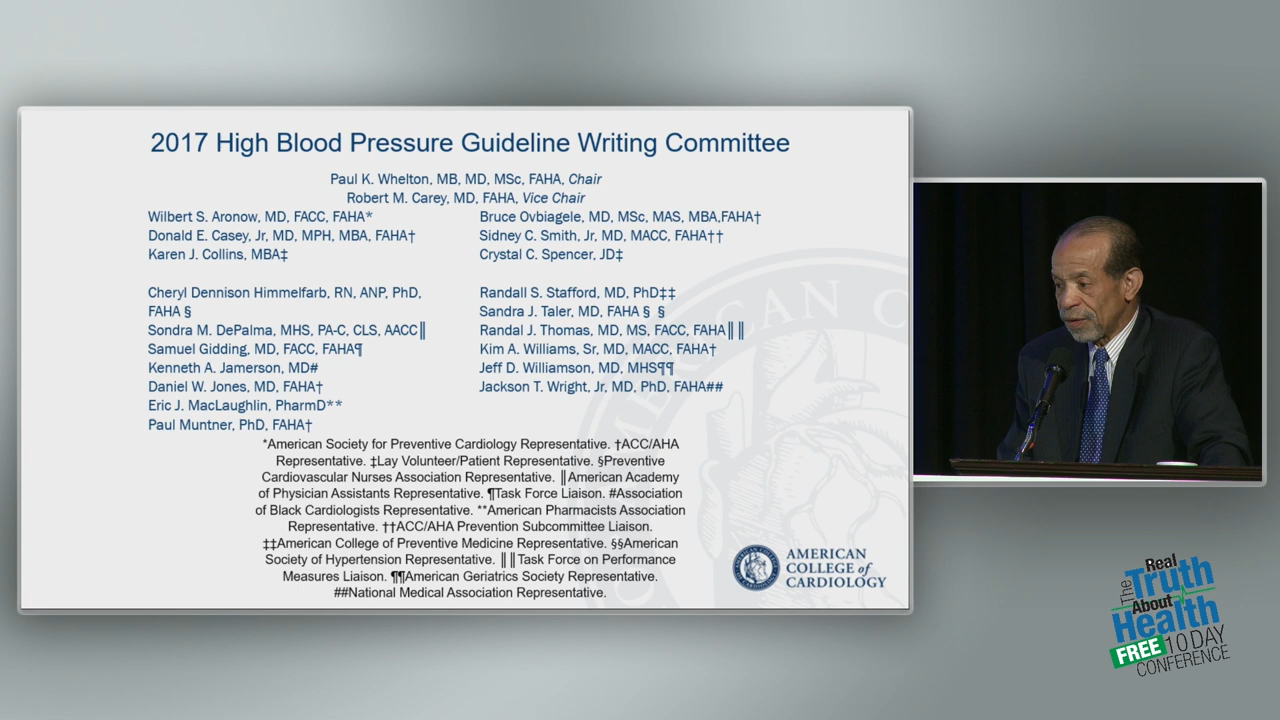 2017 High Blood Pressure Guideline Writing Committee
Paul K. Whelton, MB, MD, MSc, FAHA, Chair
Robert M. Carey, MD, FAHA, Vice Chair
Wilbert S. Aronow, MD, FACC, FAHA*
Donald E. Casey, Jr, MD, MPH, MBA, FAHA†
Karen J. Collins, MBA‡
Cheryl Dennison Himmelfarb, RN, ANP, PhD,
FAHA §
Sondra M. DePalma, MHS, PA-C, CLS, AACC║
Samuel Gidding, MD, FACC, FAHA¶
Kenneth A. Jamerson, MD#
Daniel W. Jones, MD, FAHA†
Eric J. MacLaughlin, PharmD**
Paul Muntner, PhD, FAHA†
Bruce Ovbiagele, MD, MSc, MAS, MBA,FAHA†
Sidney C. Smith, Jr, MD, MACC, FAHA††
Crystal C. Spencer, JD‡
Randall S. Stafford, MD, PhD‡‡
Sandra J. Taler, MD, FAHA § §
Randal J. Thomas, MD, MS, FACC, FAHA║║
Kim A. Williams, Sr, MD, MACC, FAHA†
Jeff D. Williamson, MD, MHS¶¶
Jackson T. Wright, Jr, MD, PhD, FAHA##
*American Society for Preventive Cardiology Representative. †ACC/AHA
Representative. ‡Lay Volunteer/Patient Representative. §Preventive
Cardiovascular Nurses Association Representative. ║American Academy
of Physician Assistants Representative. ¶Task Force Liaison. #Association
of Black Cardiologists Representative. **American Pharmacists Association
Representative. ††ACC/AHA Prevention Subcommittee Liaison.
‡‡American College of Preventive Medicine Representative. §§American
Society of Hypertension Representative. ║║Task Force on Performance
Measures Liaison. ¶¶American Geriatrics Society Representative.
##National Medical Association Representative.
AMERICAN
COLLEGE of
CARDIOLOGY
The Real
Truth
About
Health
FREE 10 DAY
CONFERENCE